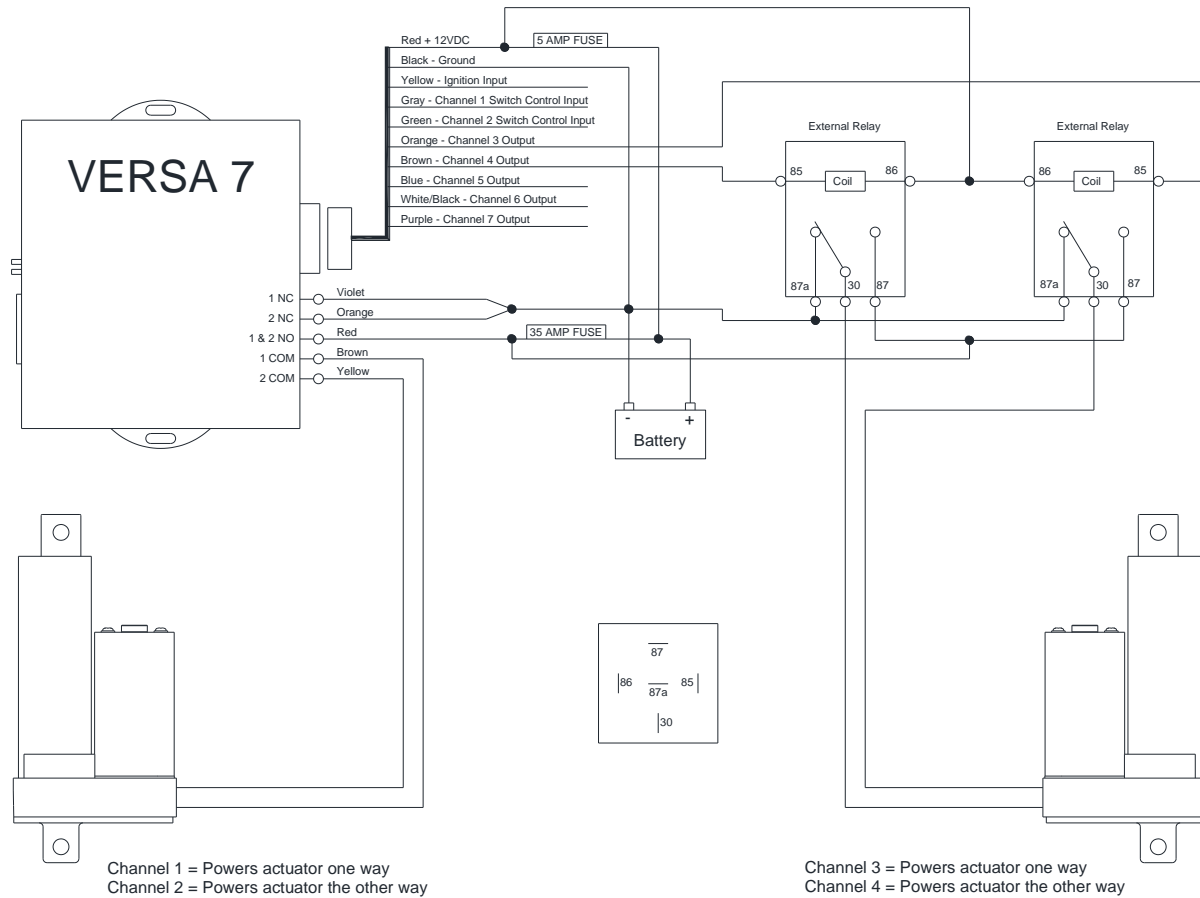 Red + 12VDC
5 AMP FUSE
Black - Ground
Yellow - Ignition Input
Gray - Channel 1 Switch Control Input
Green - Channel 2 Switch Control Input
Orange - Channel 3 Output
Brown - Channel 4 Output
Blue - Channel 5 Output
White/Black - Channel 6 Output
Purple - Channel 7 Output
VERSA 7
External Relay
85
Coil
86
87a
30
87
External Relay
86
Coil
85
87a
30
87
1 NC
Violet
2 NC
Orange
1 & 2 NO
Red
35 AMP FUSE
1 COM
Brown
2 COM
Yellow
- +
Battery
87
86
87a
85
30
Channel 1 = Powers actuator one way
Channel 2 = Powers actuator the other way
Channel 3 = Powers actuator one way
Channel 4 = Powers actuator the other way